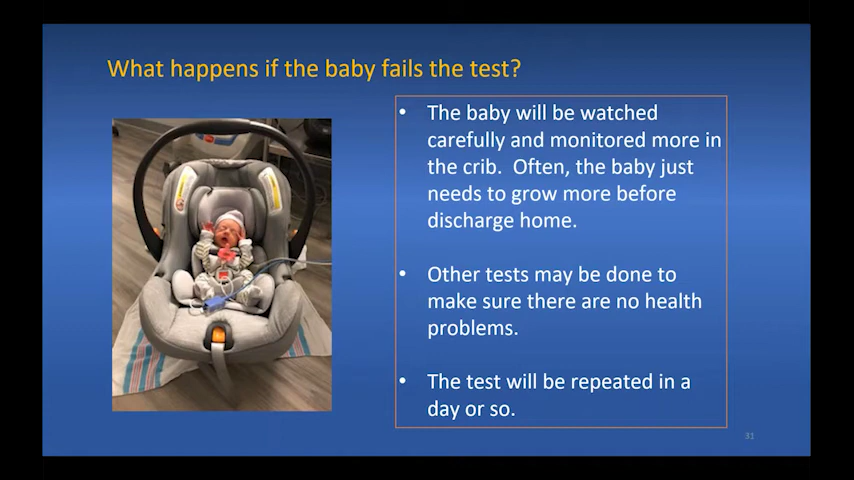 What happens if the baby fails the test?
• The baby will be watched
carefully and monitored more in
the crib.  Often, the baby just
needs to grow more before
discharge home.
• Other tests may be done to
make sure there are no health
problems.
• The test will be repeated in a
day or so.
31